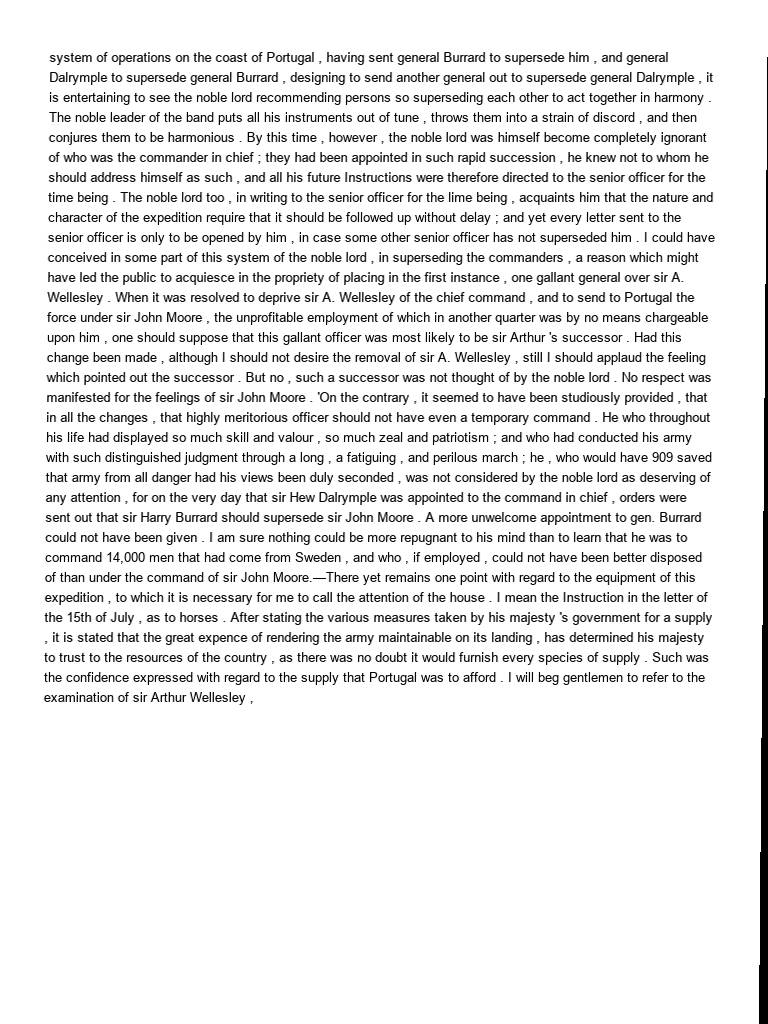 system of operations on the coast of Portugal , having sent general Burrard to supersede him , and general
Dalrymple to supersede general Burrard , designing to send another general out to supersede general Dalrymple , it
is entertaining to see the noble lord recommending persons so superseding each other to act together in harmony .
The noble leader of the band puts all his instruments out of tune , throws them into a strain of discord , and then
conjures them to be harmonious . By this time , however , the noble lord was himself become completely ignorant
of who was the commander in chief ; they had been appointed in such rapid succession , he knew not to whom he
should address himself as such , and all his future Instructions were therefore directed to the senior officer for the
time being . The noble lord too , in writing to the senior officer for the lime being , acquaints him that the nature and
character of the expedition require that it should be followed up without delay ; and yet every letter sent to the
senior officer is only to be opened by him , in case some other senior officer has not superseded him . I could have
conceived in some part of this system of the noble lord , in superseding the commanders , a reason which might
have led the public to acquiesce in the propriety of placing in the first instance , one gallant general over sir A.
Wellesley . When it was resolved to deprive sir A. Wellesley of the chief command , and to send to Portugal the
force under sir John Moore , the unprofitable employment of which in another quarter was by no means chargeable
upon him , one should suppose that this gallant officer was most likely to be sir Arthur 's successor . Had this
change been made , although I should not desire the removal of sir A. Wellesley , still I should applaud the feeling
which pointed out the successor . But no , such a successor was not thought of by the noble lord . No respect was
manifested for the feelings of sir John Moore . 'On the contrary , it seemed to have been studiously provided , that
in all the changes , that highly meritorious officer should not have even a temporary command . He who throughout
his life had displayed so much skill and valour , so much zeal and patriotism ; and who had conducted his army
with such distinguished judgment through a long , a fatiguing , and perilous march ; he , who would have 909 saved
that army from all danger had his views been duly seconded , was not considered by the noble lord as deserving of
any attention , for on the very day that sir Hew Dalrymple was appointed to the command in chief , orders were
sent out that sir Harry Burrard should supersede sir John Moore . A more unwelcome appointment to gen. Burrard
could not have been given . I am sure nothing could be more repugnant to his mind than to learn that he was to
command 14,000 men that had come from Sweden , and who , if employed , could not have been better disposed
of than under the command of sir John Moore.—There yet remains one point with regard to the equipment of this
expedition , to which it is necessary for me to call the attention of the house . I mean the Instruction in the letter of
the 15th of July , as to horses . After stating the various measures taken by his majesty 's government for a supply
, it is stated that the great expence of rendering the army maintainable on its landing , has determined his majesty
to trust to the resources of the country , as there was no doubt it would furnish every species of supply . Such was
the confidence expressed with regard to the supply that Portugal was to afford . I will beg gentlemen to refer to the
examination of sir Arthur Wellesley ,